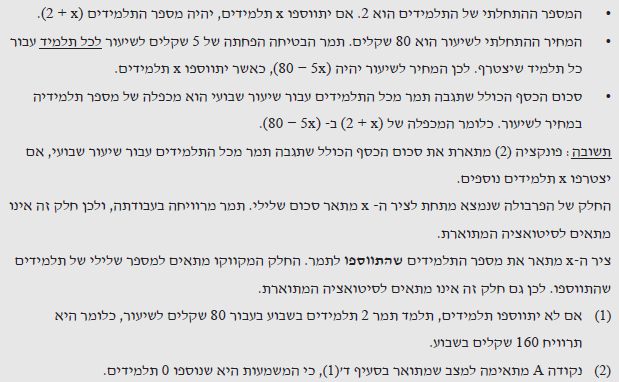 • המספר ההתחלתי של התלמידים הוא 2. אם יתווספו x תלמידים, יהיה מספר התלמידים (2 + x).
• המחיר ההתחלתי לשיעור הוא 80 שקלים. תמר הבטיחה הפחתה של 5 שקלים לשיעור לכל תלמיד עבור
כל תלמיד שיצטרף. לכן המחיר לשיעור יהיה (80 – 5x), כאשר יתווספו x תלמידים.
• סכום הכסף הכולל שתגבה תמר מכל התלמידים עבור שיעור שבועי הוא מכפלה של מספר תלמידיה
במחיר לשיעור. כלומר המכפלה של (2 + x) ב- (80 – 5x).
תשובה: פונקציה (2) מתארת את סכום הכסף הכולל שתגבה תמר מכל התלמידים עבור שיעור שבועי, אם
יצטרפו x תלמידים נוספים.
החלק של הפרבולה שנמצא מתחת לציר ה- x מתאר סכום שלילי. תמר מרוויחה בעבודתה, ולכן חלק זה אינו
מתאים לסיטואציה המתוארת.
ציר ה-x מתאר את מספר התלמידים שהתווספו לתמר. החלק המקווקו מתאים למספר שלילי של תלמידים
שהתווספו. לכן גם חלק זה אינו מתאים לסיטואציה המתוארת.
(1) אם לא יתווספו תלמידים, תלמד תמר 2 תלמידים בשבוע בעבור 80 שקלים לשיעור, כלומר היא
תרוויח 160 שקלים בשבוע.
(2) נקודה A מתאימה למצב שמתואר בסעיף ד'(1), כי המשמעות היא שנוספו 0 תלמידים.